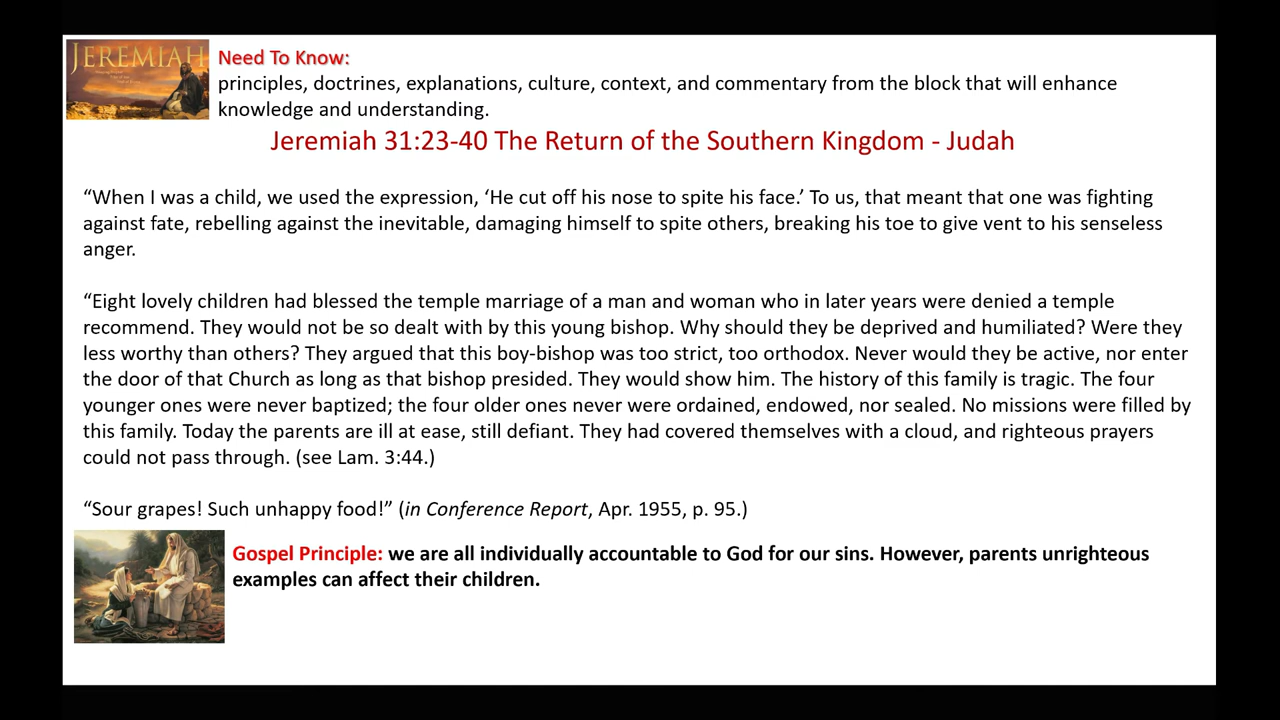 JEREMIAH
Need To Know:
principles, doctrines, explanations, culture, context, and commentary from the block that will enhance
knowledge and understanding.
Jeremiah 31:23-40 The Return of the Southern Kingdom - Judah
“When I was a child, we used the expression, ‘He cut off his nose to spite his face.’ To us, that meant that one was fighting
against fate, rebelling against the inevitable, damaging himself to spite others, breaking his toe to give vent to his senseless
anger.
“Eight lovely children had blessed the temple marriage of a man and woman who in later years were denied a temple
recommend. They would not be so dealt with by this young bishop. Why should they be deprived and humiliated? Were they
less worthy than others? They argued that this boy-bishop was too strict, too orthodox. Never would they be active, nor enter
the door of that Church as long as that bishop presided. They would show him. The history of this family is tragic. The four
younger ones were never baptized; the four older ones never were ordained, endowed, nor sealed. No missions were filled by
this family. Today the parents are ill at ease, still defiant. They had covered themselves with a cloud, and righteous prayers
could not pass through. (see Lam. 3:44.)
“Sour grapes! Such unhappy food!” (in Conference Report, Apr. 1955, p. 95.)
Gospel Principle: we are all individually accountable to God for our sins. However, parents unrighteous
examples can affect their children.